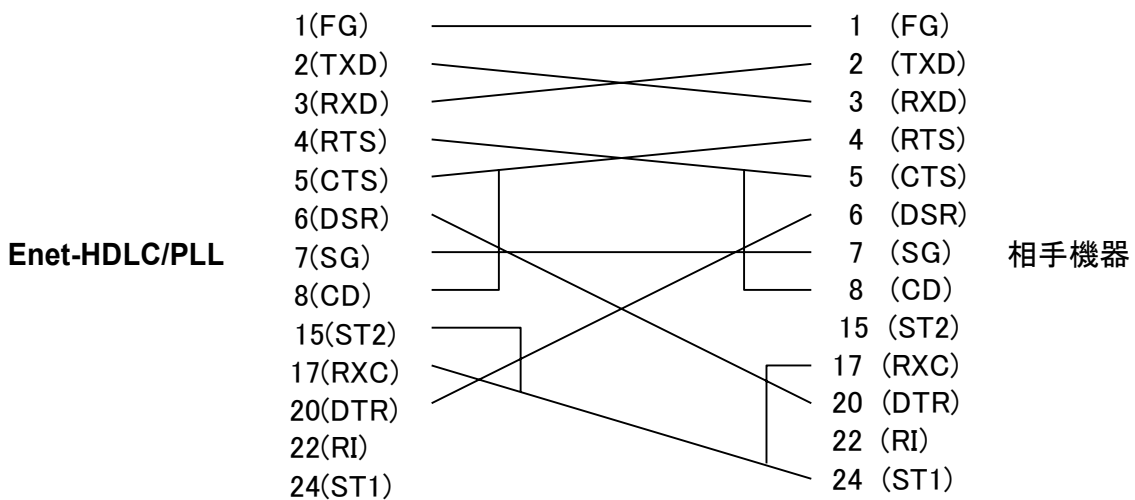 1(FG) 1 (FG)
2(TXD) 2 (TXD)
3(RXD) 3 (RXD)
4(RTS) 4 (RTS)
5(CTS) 5 (CTS)
6(DSR) 6 (DSR)
Enet-HDLC/PLL 7(SG) 7 (SG) 相手機器
8(CD) 8 (CD)
15(ST2) 15 (ST2)
17(RXC) 17 (RXC)
20(DTR) 20 (DTR)
22(RI) 22 (RI)
24(ST1) 24 (ST1)